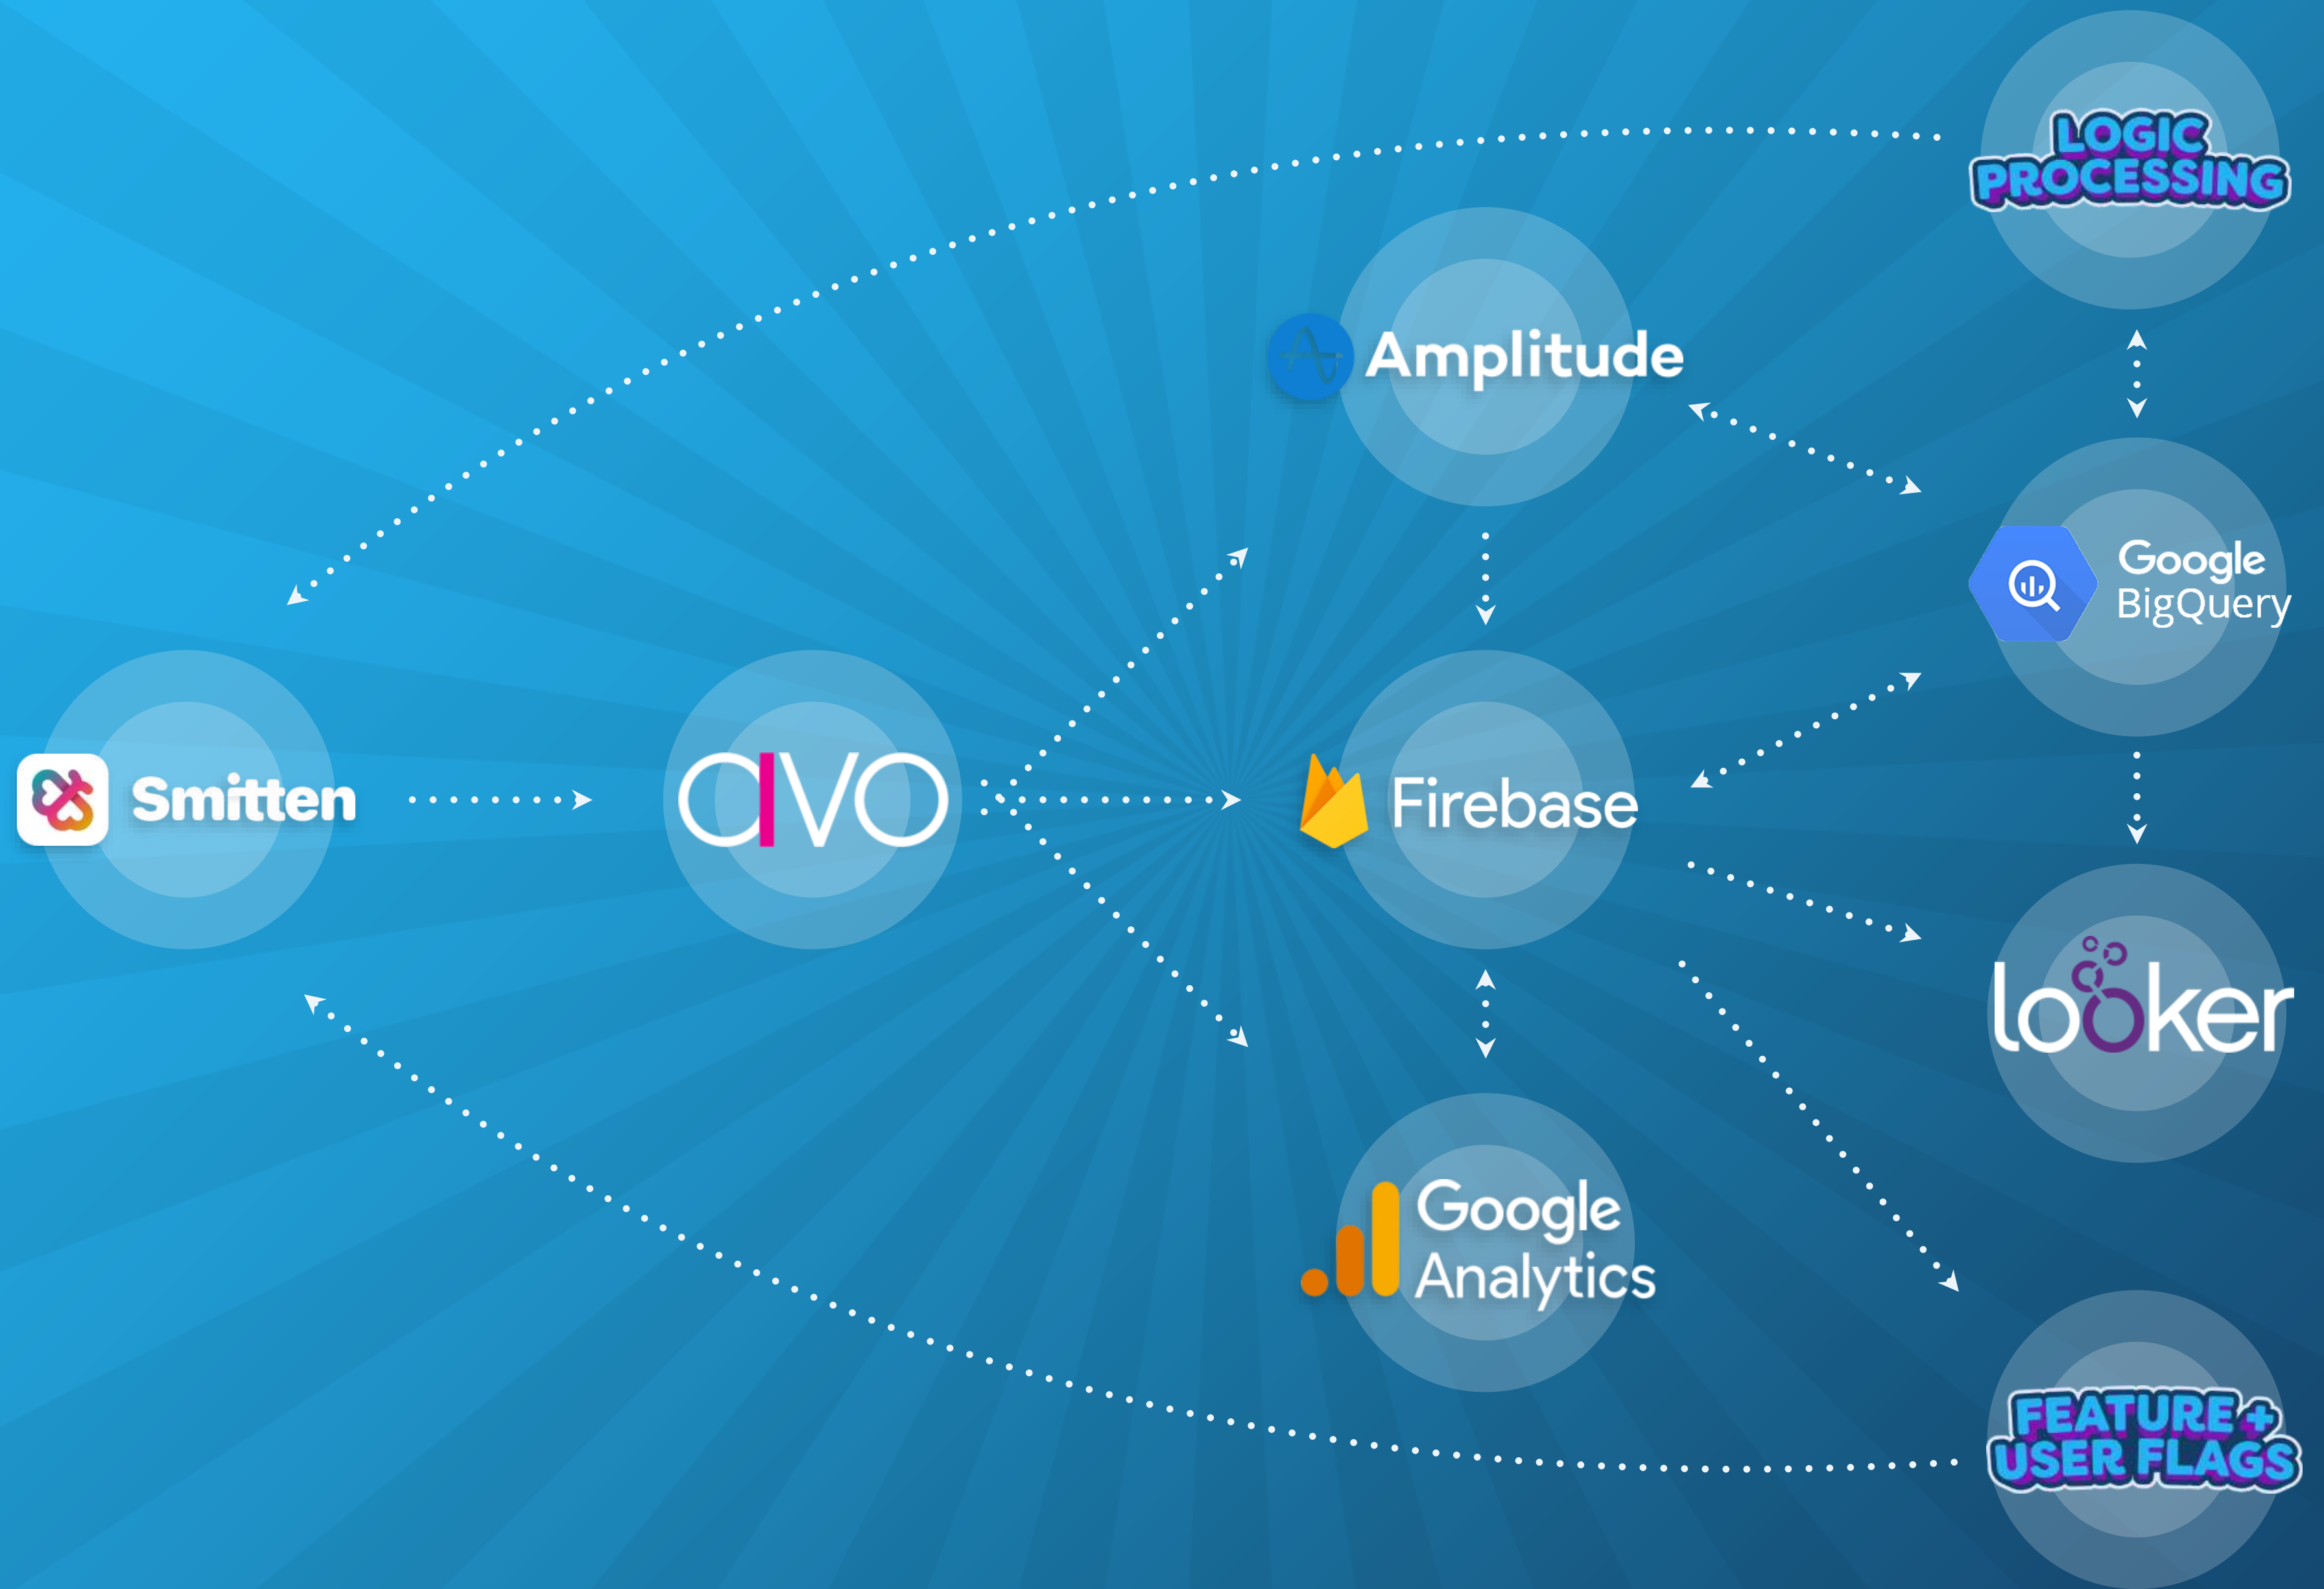 LOGIC
PROCESSING
Amplitude
Google
BigQuery
Smitten
avo
Firebase
looker
Google
Analytics
FEATURE +
USER FLAGS